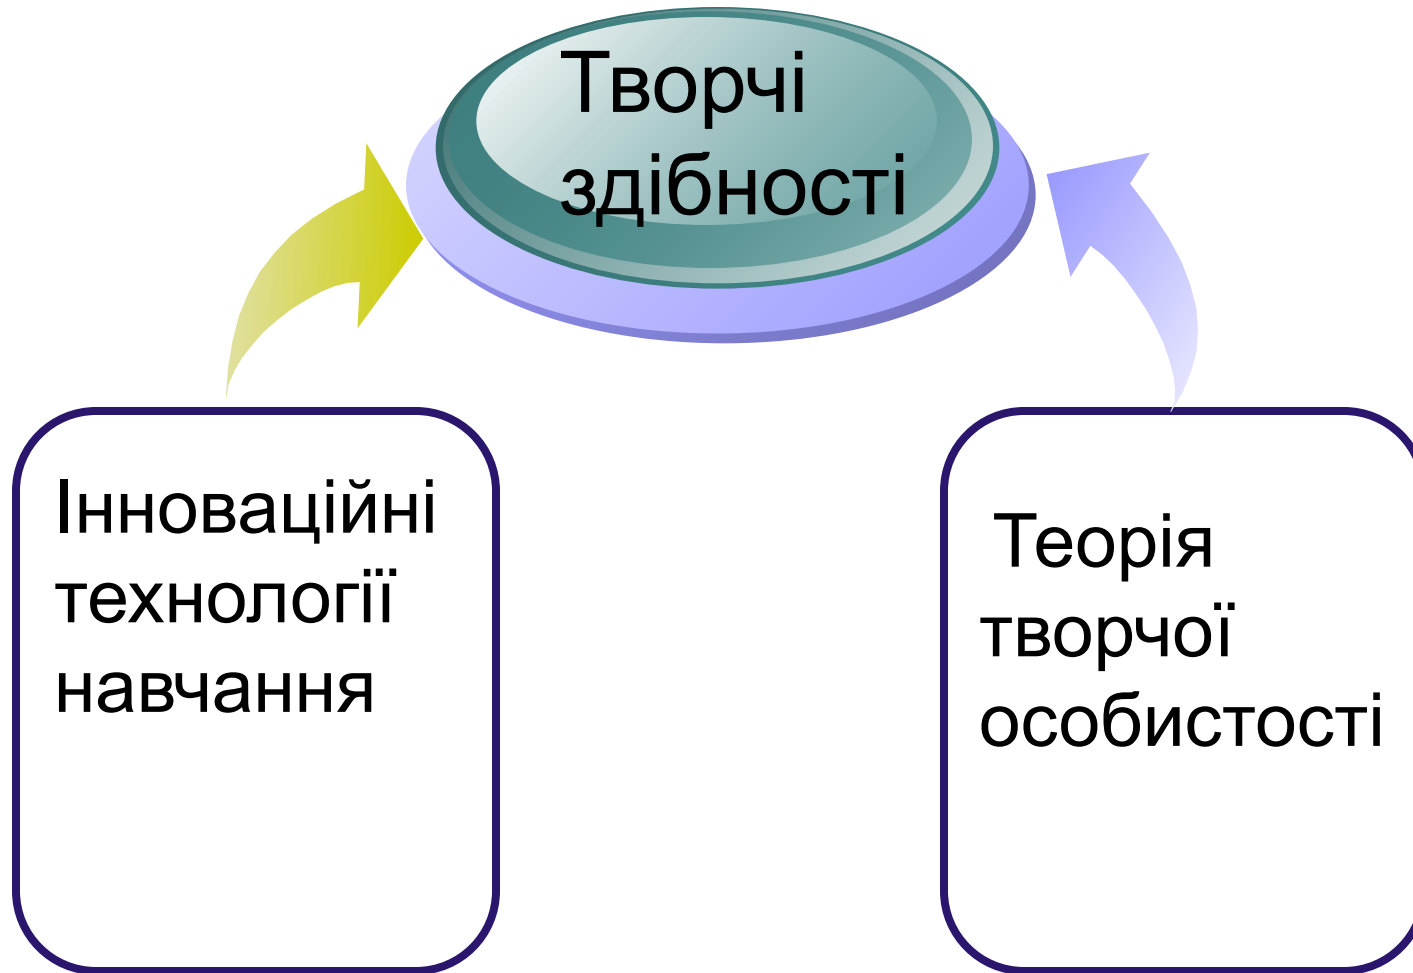 Творчі
здібності
Інноваційні
технології
навчання
Теорія
творчої
особистості